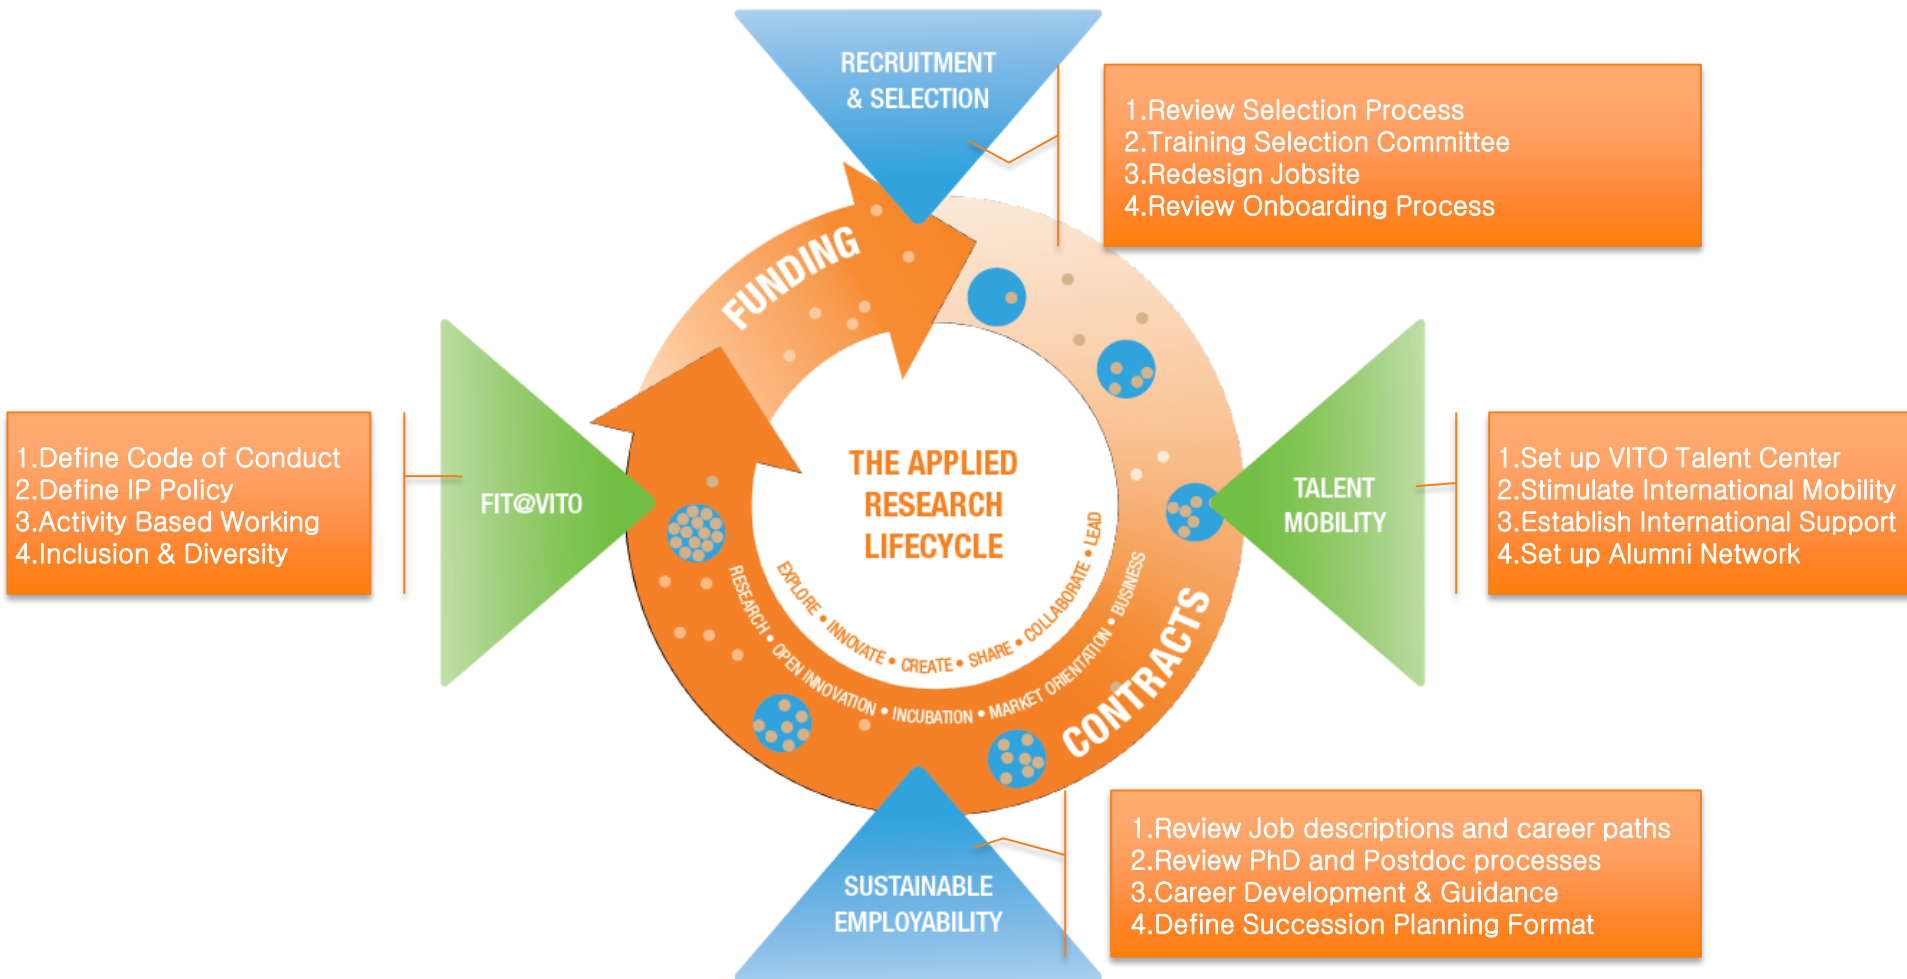 RECRUITMENT
& SELECTION
1.Review Selection Process
2.Training Selection Committee
3.Redesign Jobsite
4.Review Onboarding Process
FUNDING
1.Define Code of Conduct
2.Define IP Policy
3.Activity Based Working
4.Inclusion & Diversity
FIT@VITO
THE APPLIED
RESEARCH
LIFECYCLE
TALENT
MOBILITY
1.Set up VITO Talent Center
2.Stimulate International Mobility
3.Establish International Support
4.Set up Alumni Network
EXPLORE • INNOVATE • CREATE • SHARE • COLLABORATE • LEAD
RESEARCH • OPEN INNOVATION • INCUBATION • MARKET ORIENTATION • BUSINESS
CONTRACTS
SUSTAINABLE
EMPLOYABILITY
1.Review Job descriptions and career paths
2.Review PhD and Postdoc processes
3.Career Development & Guidance
4.Define Succession Planning Format